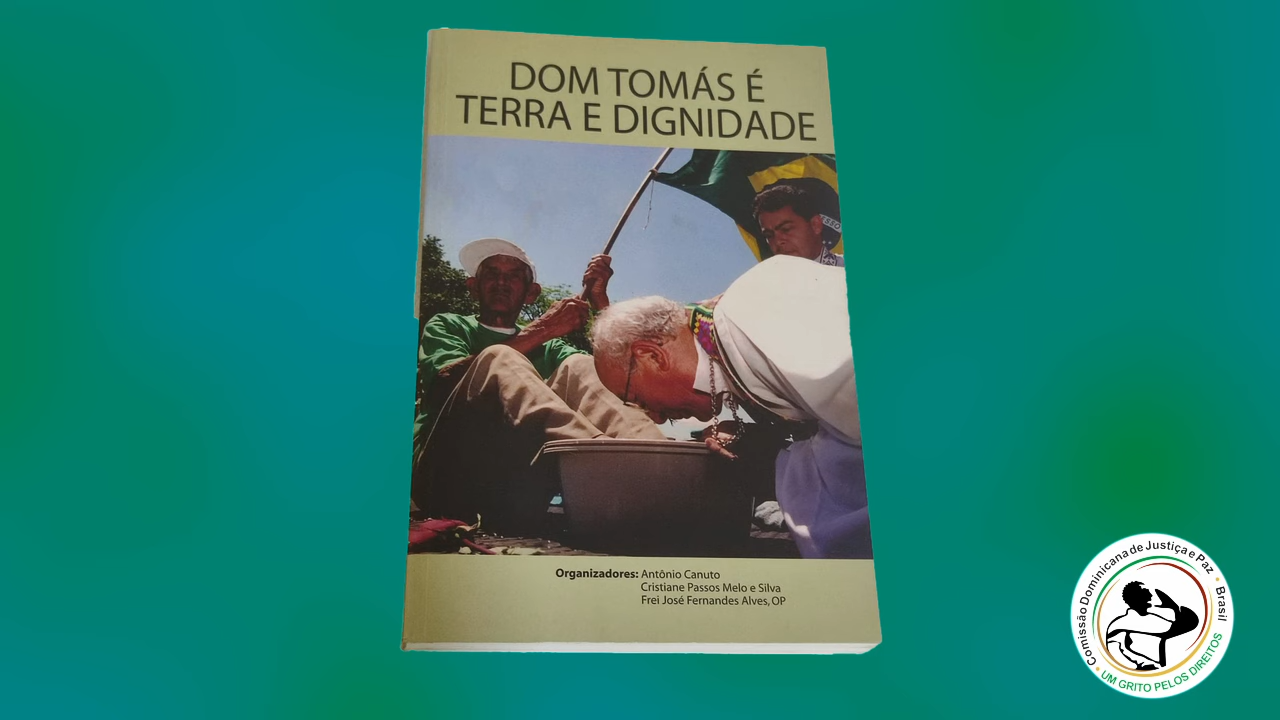 DOM TOMÁS É
TERRA E DIGNIDADE
Organizadores: Antônio Canuto
Cristiane Passos Melo e Silva
Frei José Fernandes Alves, OP
Comissão Dominicana de Justiça e Paz • Brasil
• UM GRITO PELOS DIREITOS